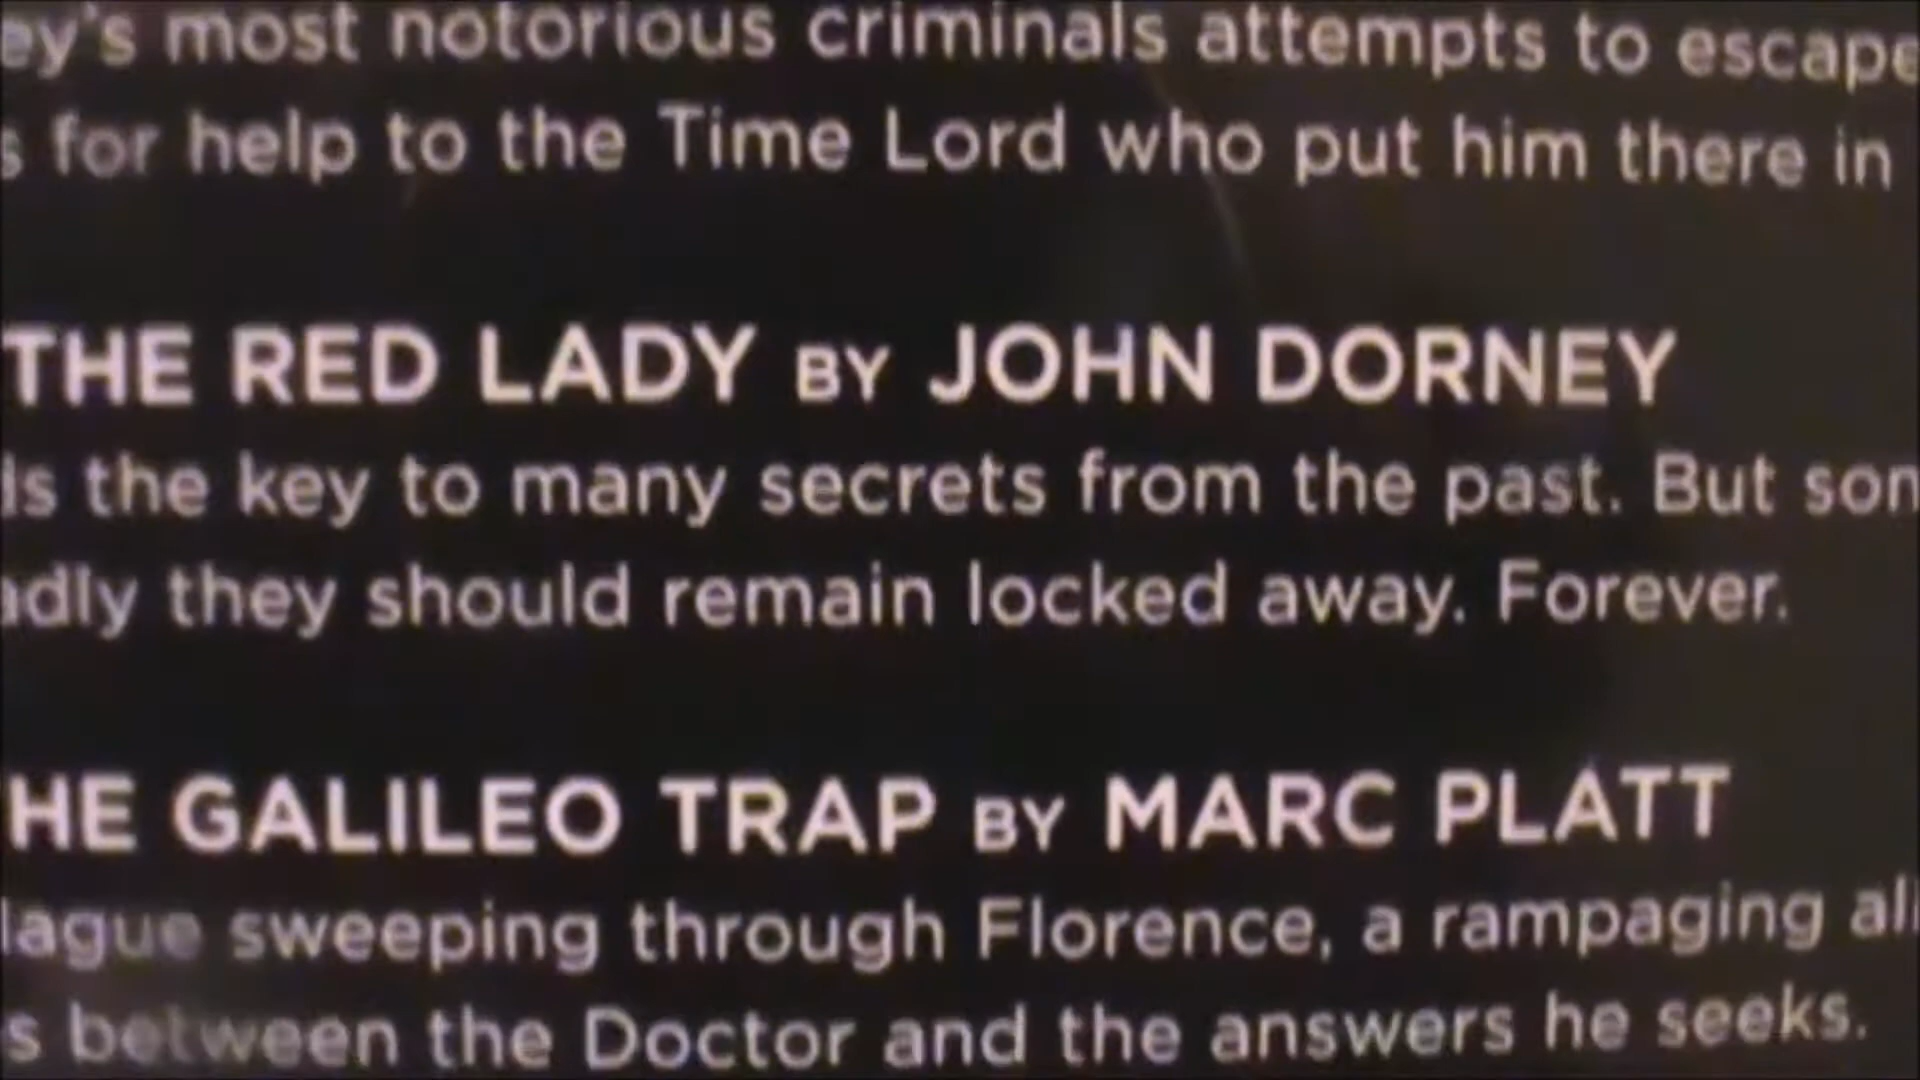 ey's most notorious criminals attempts to escape
s for help to the Time Lord who put him there in
THE RED LADY BY JOHN DORNEY
ls the key to many secrets from the past. But som
adly they should remain locked away. Forever.
HE GALILEO TRAP BY MARC PLATT
lague sweeping through Florence, a rampaging ali
s between the Doctor and the answers he seeks.